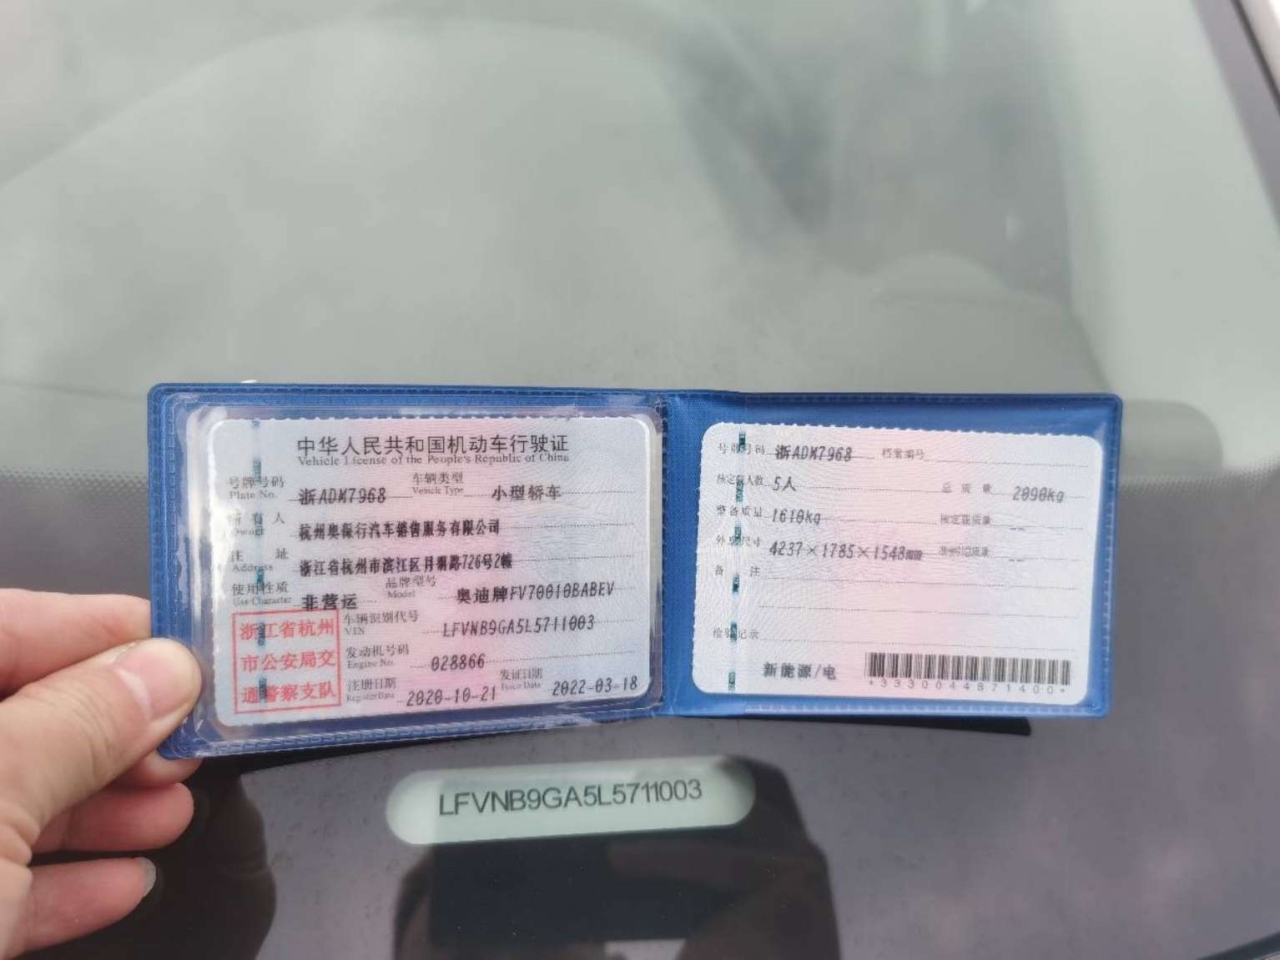 中华人民共和国机动车行驶证
Vehicle License of the People's Republic of China
号牌号码 浙ADM7968 车辆类型 小型轿车
Plate No. Vehicle Type
所有人 杭州奥保行汽车销售服务有限公司
Owner
住址 浙江省杭州市滨江区月明路726号2幢
Address
使用性质 非营运 品牌型号 奥迪牌FV70010BABEV
Use Character Model
浙江省杭州
市公安局交
通警察支队
车辆识别代号 LFVNB9GA5L5711003
VIN
发动机号码 028866
Engine No.
注册日期 2020-10-21 发证日期 2022-03-18
Register Date Issue Date
号牌号码 浙ADM7968 档案编号
核定载人数 5人 总质量 2090kg
整备质量 1610kg 核定载质量 --
外廓尺寸 4237×1785×1548mm 准牵引总质量 --
备注
检验记录
新能源/电
*3330044871400*
LFVNB9GA5L5711003